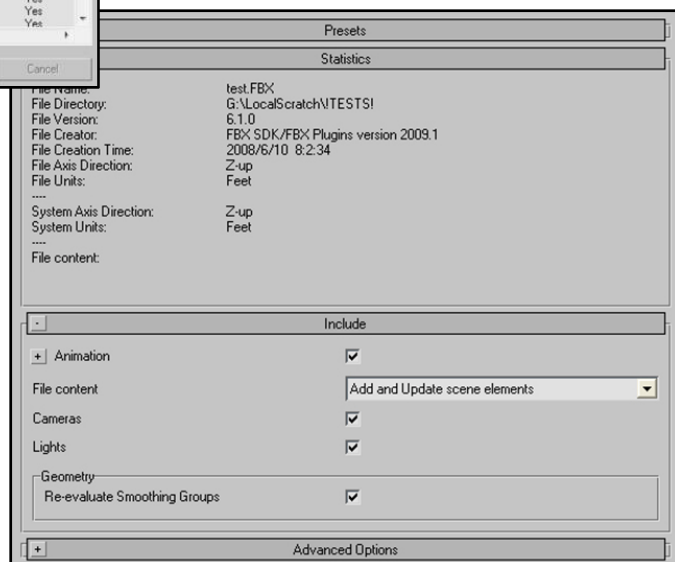 Yes
Yes
Yes
Cancel
Presets
Statistics
File Name: test.FBX
File Directory: G:\LocalScratch\!TESTS!
File Version: 6.1.0
File Creator: FBX SDK/FBX Plugins version 2009.1
File Creation Time: 2008/6/10 8:2:34
File Axis Direction: Z-up
File Units: Feet
----
System Axis Direction: Z-up
System Units: Feet
----
File content:
- Include
+ Animation
File content Add and Update scene elements
Cameras
Lights
Geometry
Re-evaluate Smoothing Groups
+ Advanced Options